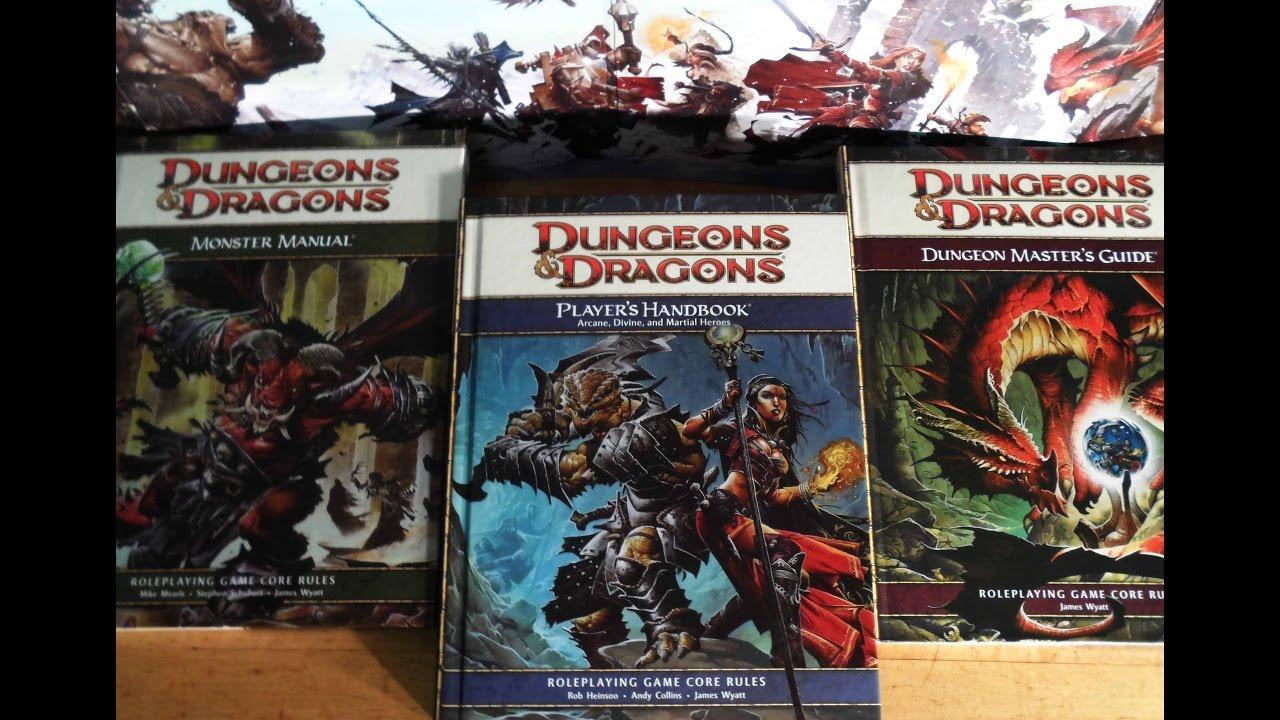 DUNGEONS
& DRAGONS®
MONSTER MANUAL®
ROLEPLAYING GAME CORE RULES
Mike Mearls • Stephen Schubert • James Wyatt
DUNGEONS
& DRAGONS®
PLAYER'S HANDBOOK®
Arcane, Divine, and Martial Heroes
ROLEPLAYING GAME CORE RULES
Rob Heinsoo • Andy Collins • James Wyatt
DUNGEONS
& DRAGONS®
DUNGEON MASTER'S GUIDE®
ROLEPLAYING GAME CORE RU
James Wyatt